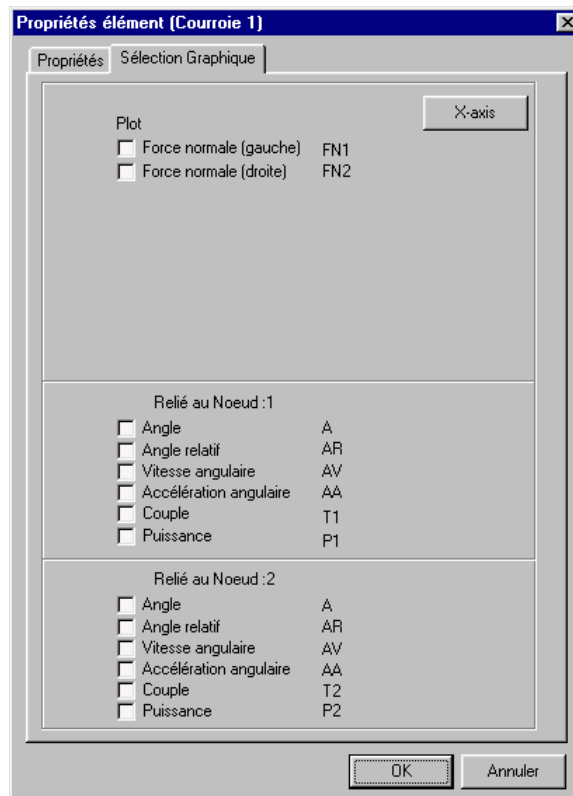 Propriétés élément (Courroie 1)
Propriétés Sélection Graphique
X-axis
Plot
Force normale (gauche) FN1
Force normale (droite) FN2
Relié au Noeud :1
Angle A
Angle relatif AR
Vitesse angulaire AV
Accélération angulaire AA
Couple T1
Puissance P1
Relié au Noeud :2
Angle A
Angle relatif AR
Vitesse angulaire AV
Accélération angulaire AA
Couple T2
Puissance P2
OK Annuler